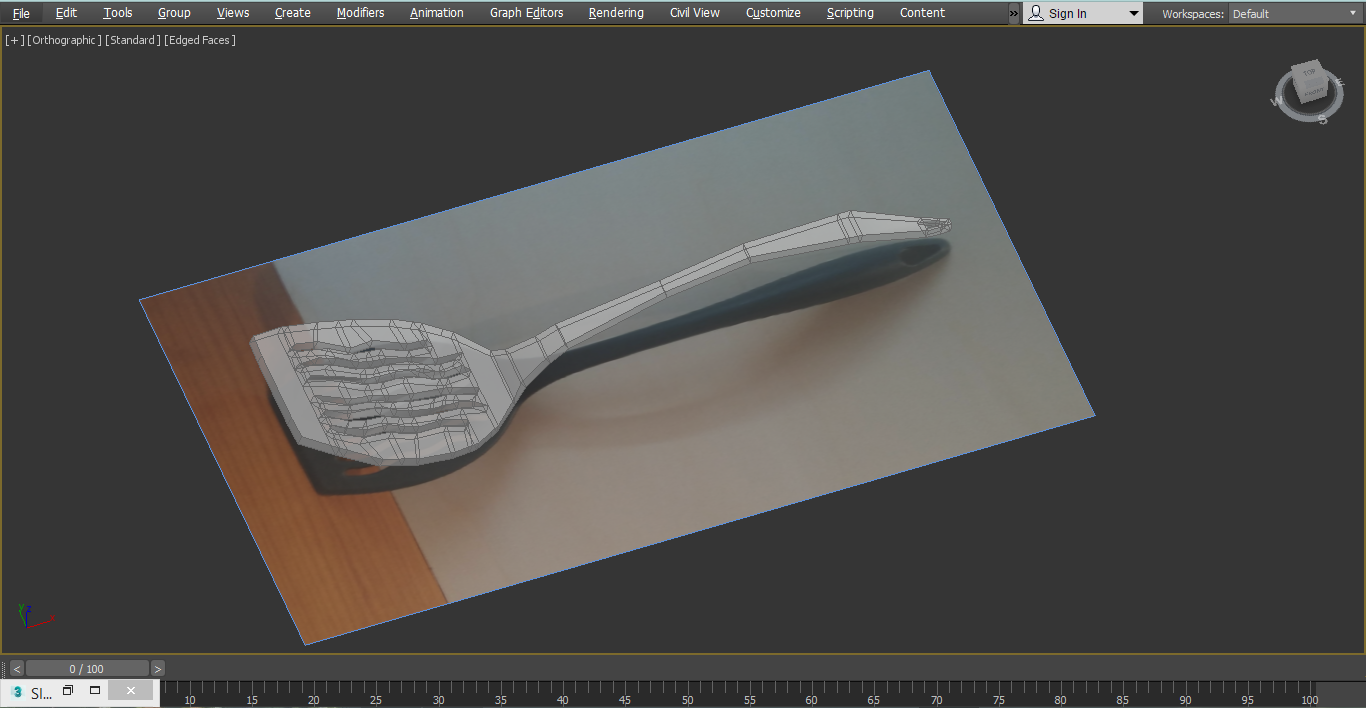 File Edit Tools Group Views Create Modifiers Animation Graph Editors Rendering Civil View Customize Scripting Content » Sign In Workspaces: Default
[+] [Orthographic] [Standard] [Edged Faces]
TOP
FRONT
W
E
S
y z
x
< 0 / 100 >
SI...
10 15 20 25 30 35 40 45 50 55 60 65 70 75 80 85 90 95 100